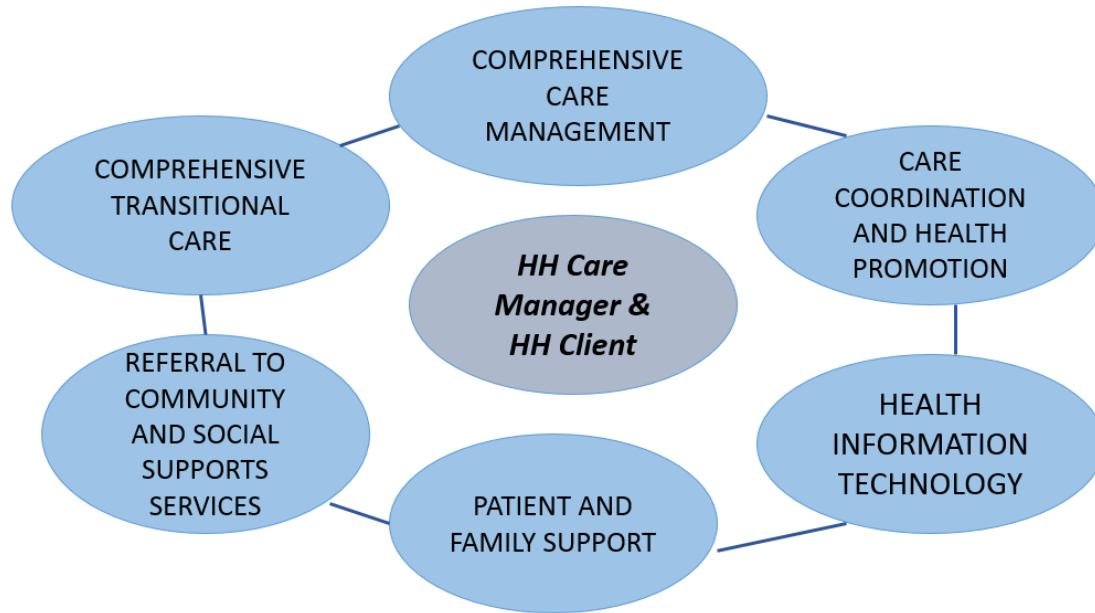 COMPREHENSIVE
CARE
MANAGEMENT
COMPREHENSIVE
TRANSITIONAL
CARE
CARE
COORDINATION
AND HEALTH
PROMOTION
HH Care
Manager &
HH Client
REFERRAL TO
COMMUNITY
AND SOCIAL
SUPPORTS
SERVICES
HEALTH
INFORMATION
TECHNOLOGY
PATIENT AND
FAMILY SUPPORT